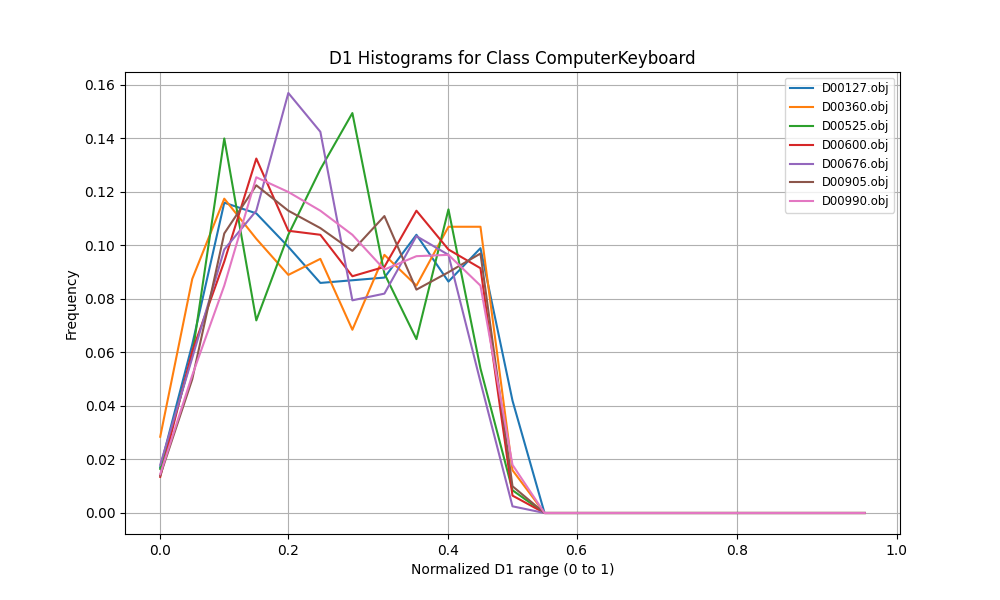 D1 Histograms for Class ComputerKeyboard
0.16
0.14
0.12
0.10
0.08
0.06
0.04
0.02
0.00
Frequency
D00127.obj
D00360.obj
D00525.obj
D00600.obj
D00676.obj
D00905.obj
D00990.obj
0.0 0.2 0.4 0.6 0.8 1.0
Normalized D1 range (0 to 1)